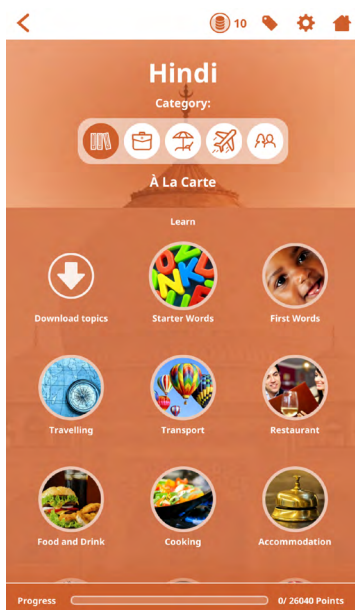 10
Hindi
Category:
À La Carte
Learn
Download topics
Starter Words
First Words
Travelling
Transport
Restaurant
Food and Drink
Cooking
Accommodation
Progress
0/ 26040 Points